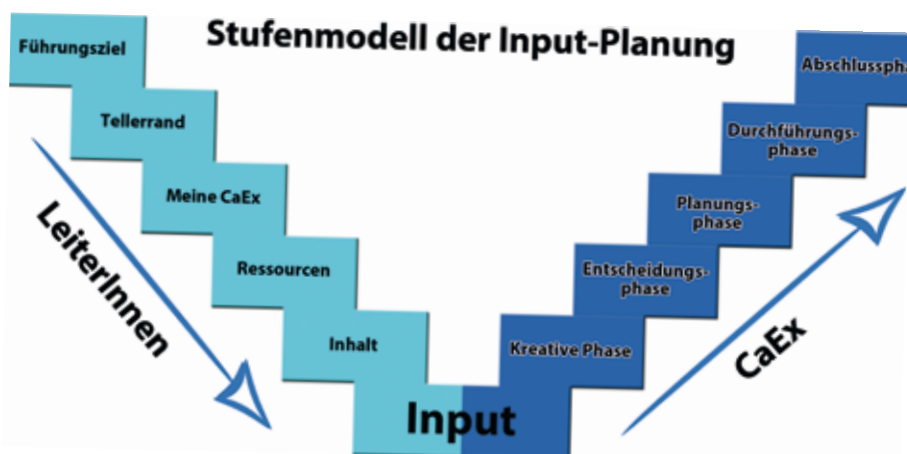 Stufenmodell der Input-Planung
Führungsziel
Tellerrand
Meine CaEx
Ressourcen
Inhalt
Input
LeiterInnen
Abschlusspha
Durchführungs-
phase
Planungs-
phase
Entscheidungs-
phase
Kreative Phase
CaEx